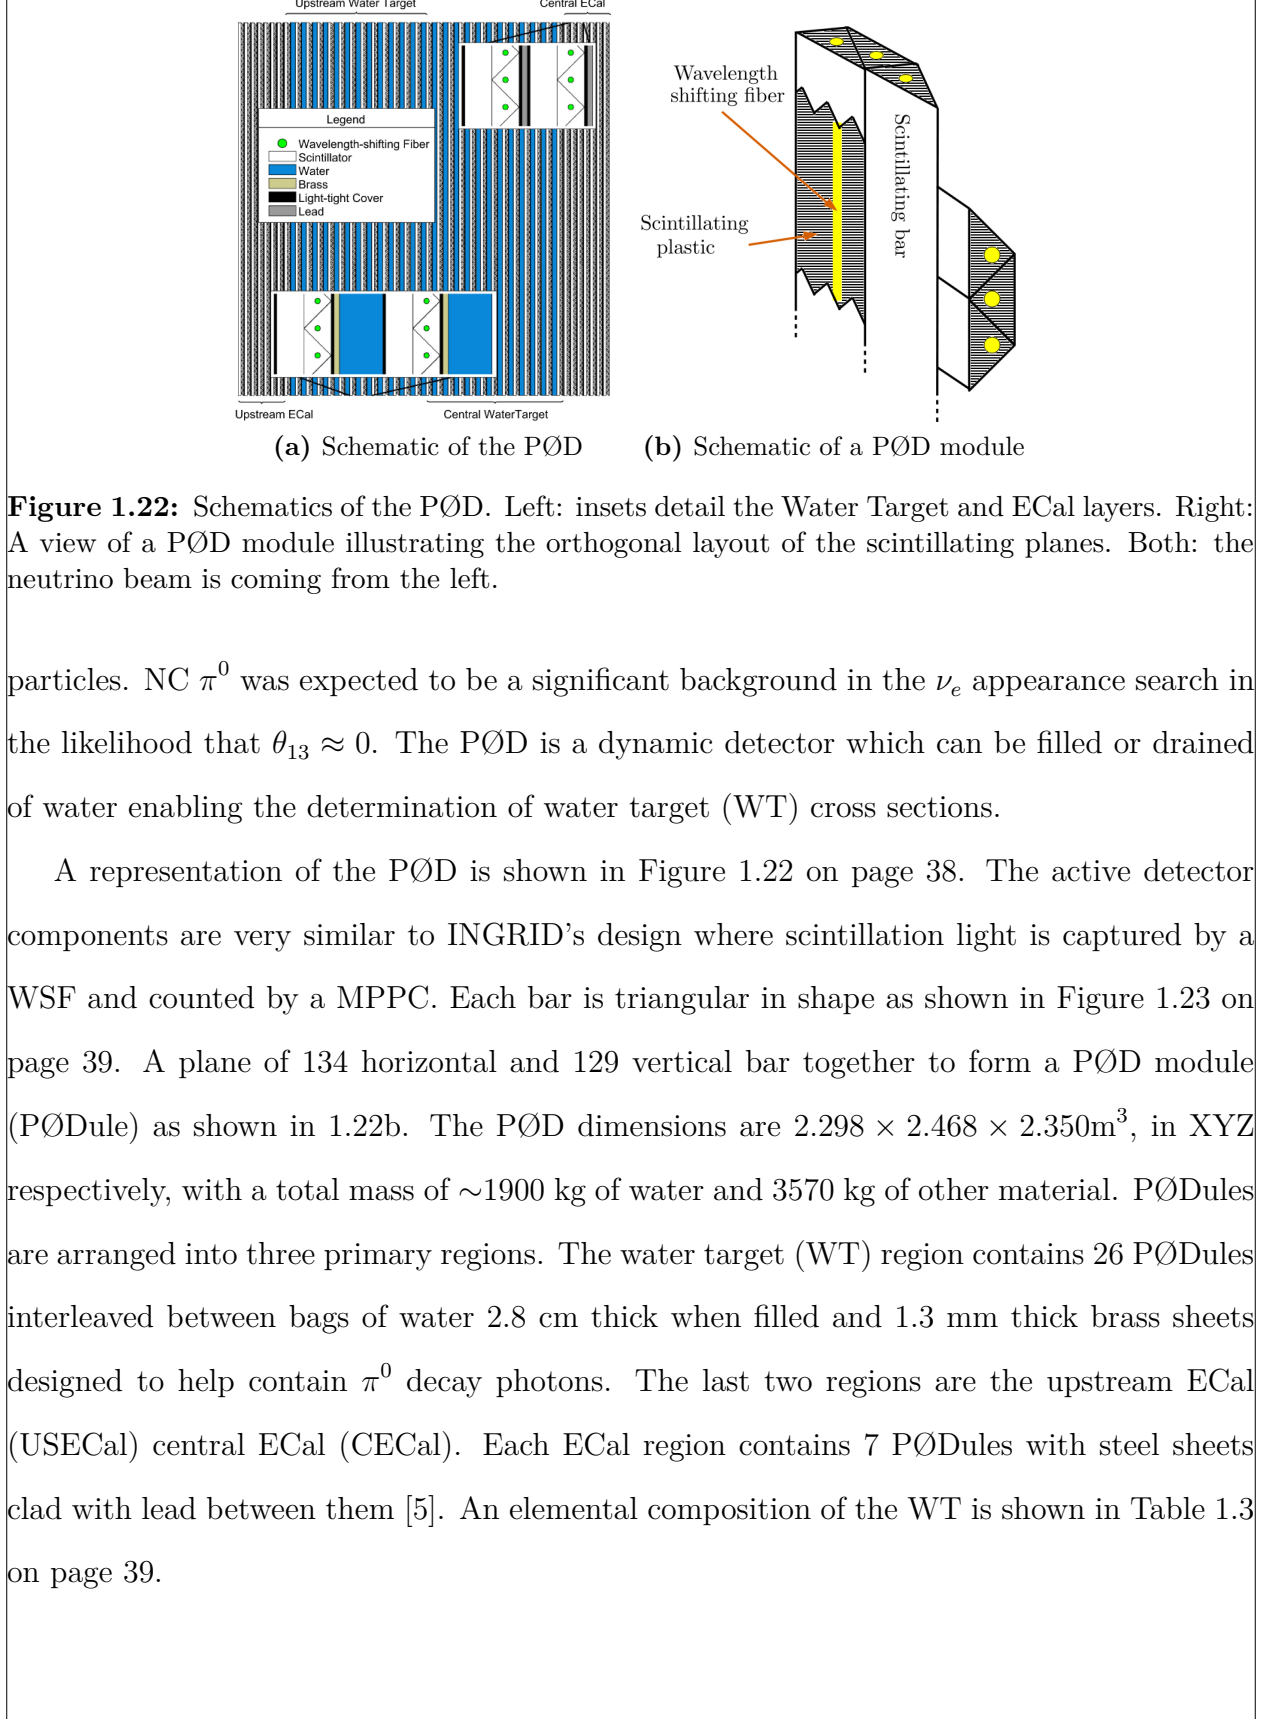 Upstream Water Target
Central ECal
Legend
Wavelength-shifting Fiber
Scintillator
Water
Brass
Light-tight Cover
Lead
Upstream ECal
Central WaterTarget
Wavelength
shifting fiber
Scintillating
plastic
Scintillating bar
(a) Schematic of the PØD
(b) Schematic of a PØD module
Figure 1.22: Schematics of the PØD. Left: insets detail the Water Target and ECal layers. Right:
A view of a PØD module illustrating the orthogonal layout of the scintillating planes. Both: the
neutrino beam is coming from the left.
particles. NC π⁰ was expected to be a significant background in the νₑ appearance search in
the likelihood that θ₁₃ ≈ 0. The PØD is a dynamic detector which can be filled or drained
of water enabling the determination of water target (WT) cross sections.
A representation of the PØD is shown in Figure 1.22 on page 38. The active detector
components are very similar to INGRID's design where scintillation light is captured by a
WSF and counted by a MPPC. Each bar is triangular in shape as shown in Figure 1.23 on
page 39. A plane of 134 horizontal and 129 vertical bar together to form a PØD module
(PØDule) as shown in 1.22b. The PØD dimensions are 2.298 × 2.468 × 2.350m³, in XYZ
respectively, with a total mass of ∼1900 kg of water and 3570 kg of other material. PØDules
are arranged into three primary regions. The water target (WT) region contains 26 PØDules
interleaved between bags of water 2.8 cm thick when filled and 1.3 mm thick brass sheets
designed to help contain π⁰ decay photons. The last two regions are the upstream ECal
(USECal) central ECal (CECal). Each ECal region contains 7 PØDules with steel sheets
clad with lead between them [5]. An elemental composition of the WT is shown in Table 1.3
on page 39.